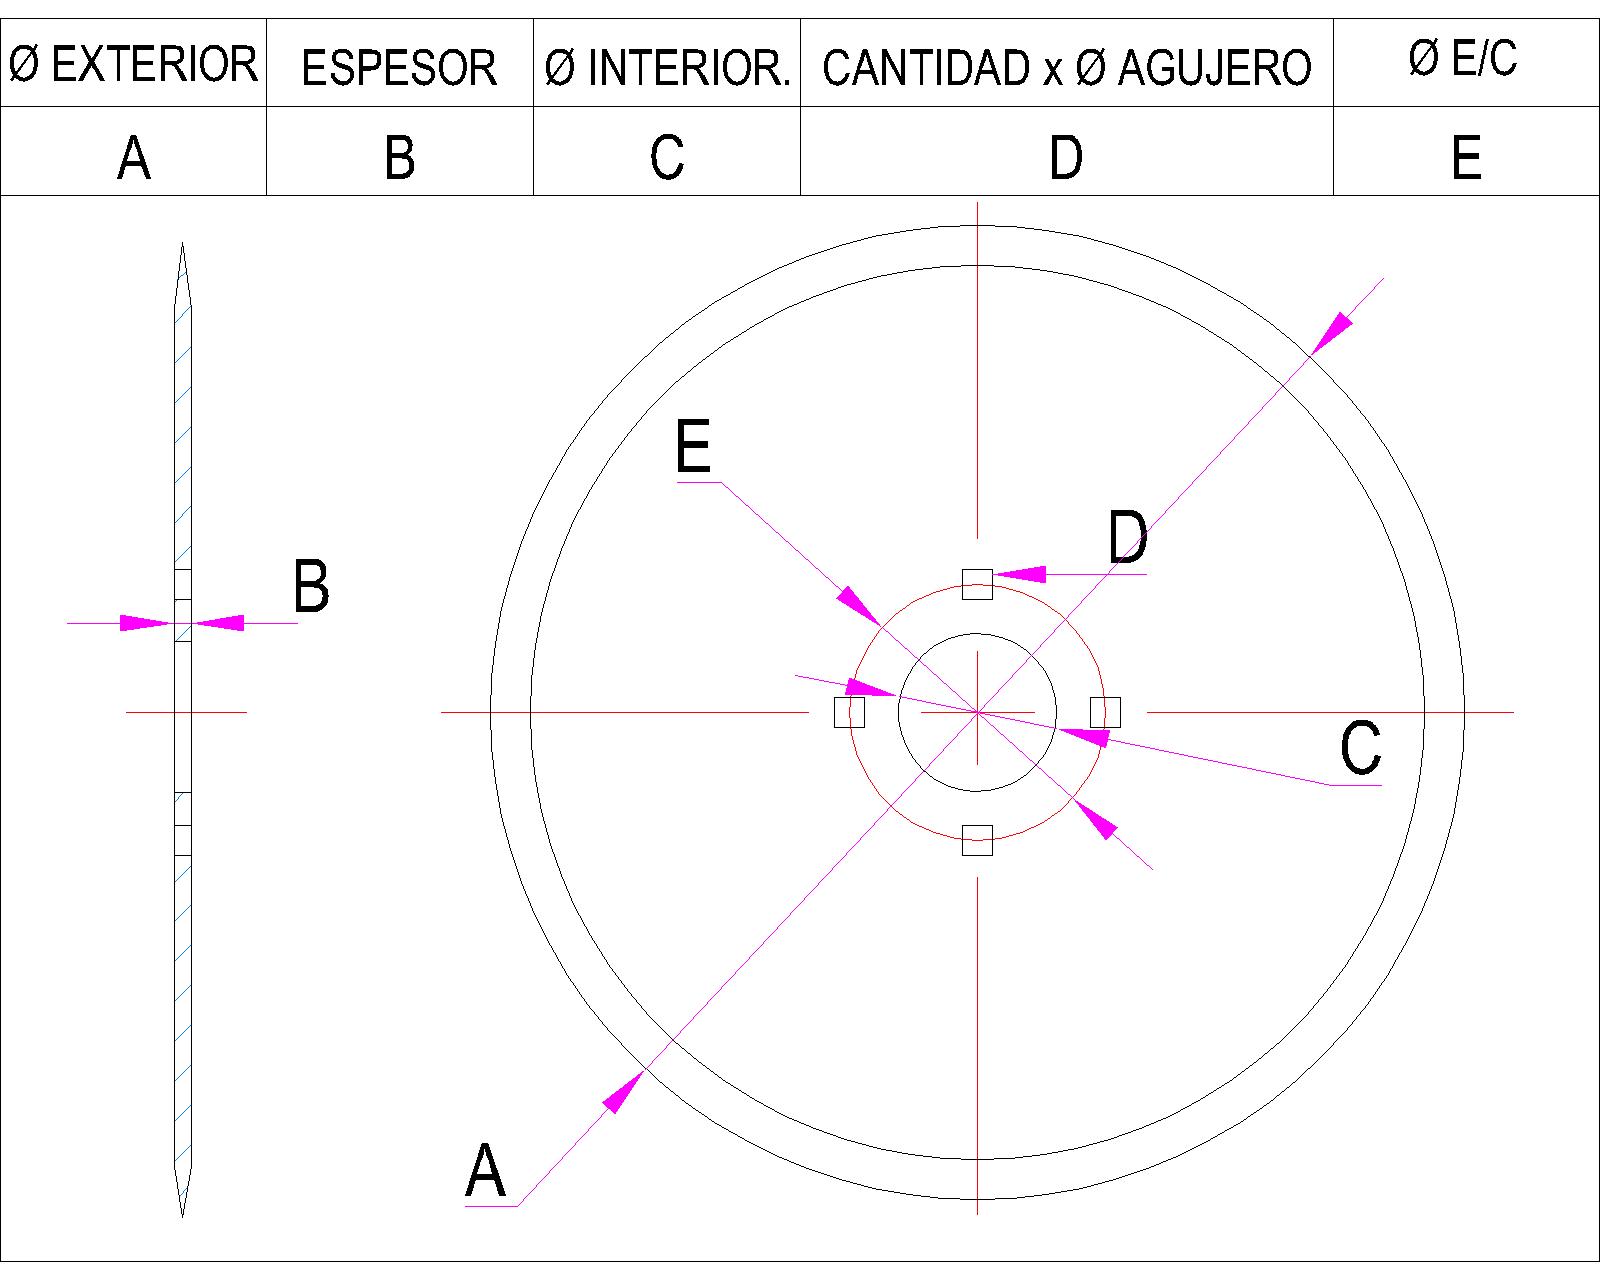 Ø EXTERIOR ESPESOR Ø INTERIOR. CANTIDAD x Ø AGUJERO Ø E/C
A B C D E
E
D
B
C
A